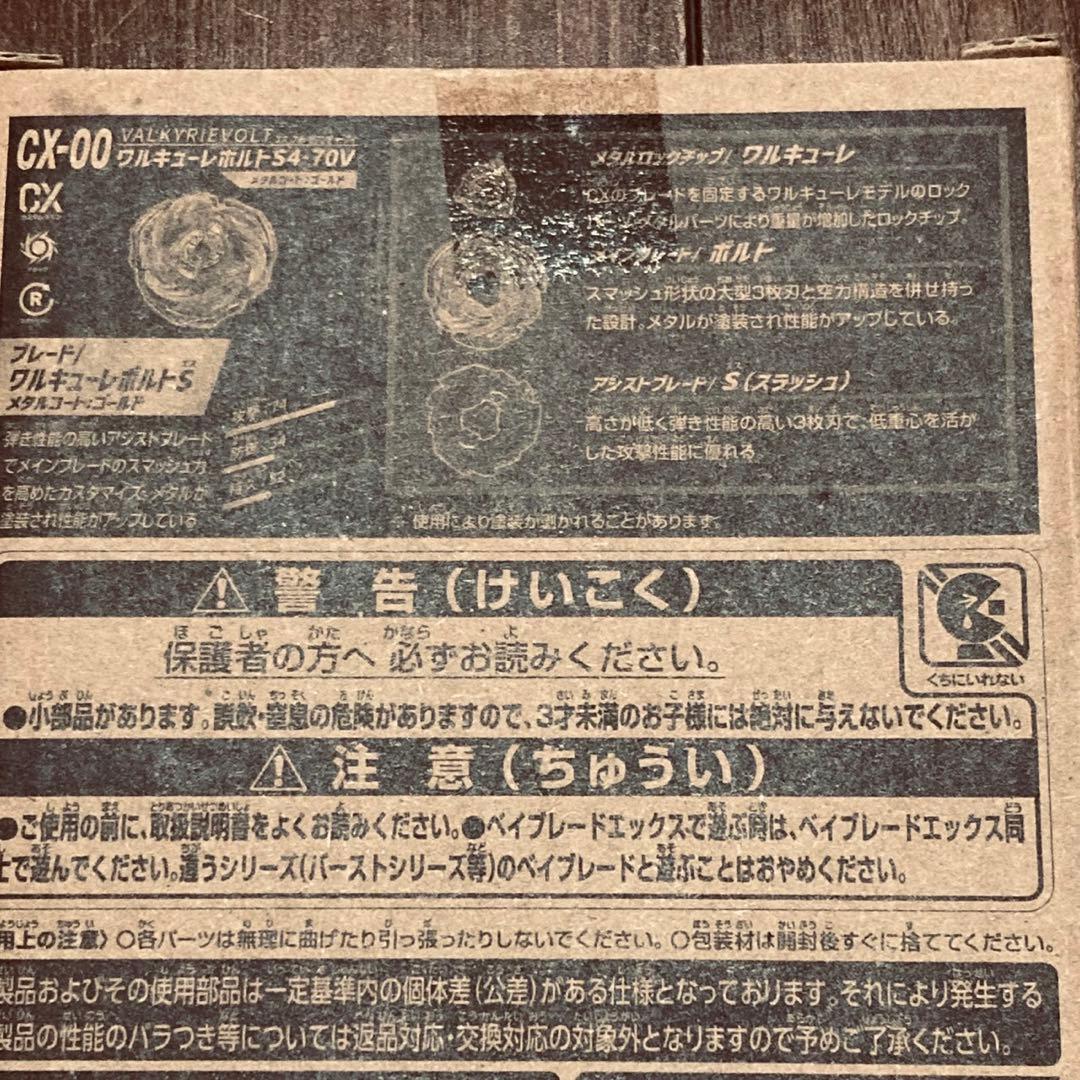 CX-00 VALKYRIEVOLT
ワルキューレボルトS4-70V
メタルコート:ゴールド
CX
R
ブレード/
ワルキューレボルトS
メタルコート:ゴールド
弾き性能の高いアシストブレード
でメインブレードのスマッシュ力
を高めたカスタマイズ。メタルが
塗装され性能がアップしている
メタルロックチップ/ ワルキューレ
CXのブレードを固定するワルキューレモデルのロック
メタルパーツにより重量が増加したロックチップ。
メインブレード/ ボルト
スマッシュ形状の大型3枚刃と空力構造を併せ持っ
た設計。メタルが塗装され性能がアップしている。
アシストブレード/ S(スラッシュ)
高さが低く弾き性能の高い3枚刃で、低重心を活か
した攻撃性能に優れる。
使用により塗装が剥がれることがあります。
警告(けいこく)
保護者の方へ 必ずお読みください。
くちにいれない
●小部品があります。誤飲・窒息の危険がありますので、3才未満のお子様には絶対に与えないでください。
注意(ちゅうい)
●ご使用の前に、取扱説明書をよくお読みください。●ベイブレードエックスで遊ぶ時は、ベイブレードエックス同
士で遊んでください。違うシリーズ(バーストシリーズ等)のベイブレードと遊ぶことはおやめください。
用上の注意〉○各パーツは無理に曲げたり引っ張ったりしないでください。○包装材は開封後すぐに捨ててください。
製品およびその使用部品は一定基準内の個体差(公差)がある仕様となっております。それにより発生する
製品の性能のバラつき等については返品対応・交換対応の対象外となりますので予めご了承ください。